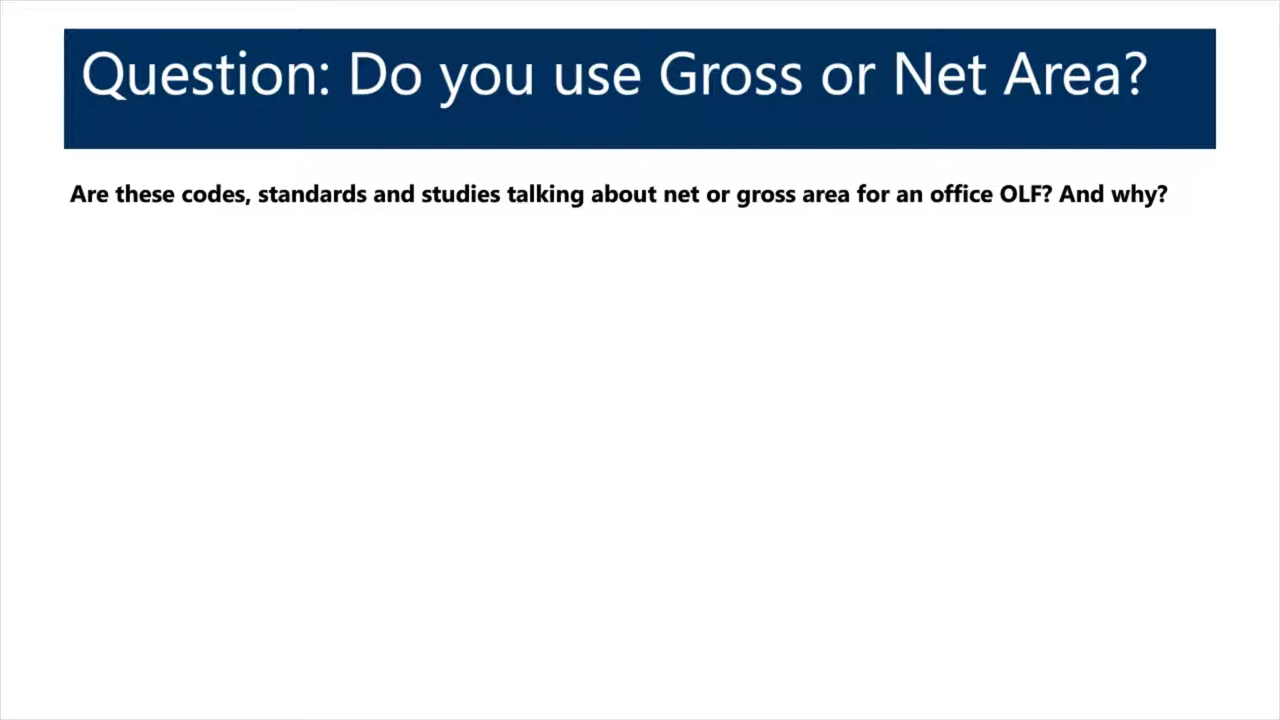 Question: Do you use Gross or Net Area?
Are these codes, standards and studies talking about net or gross area for an office OLF? And why?